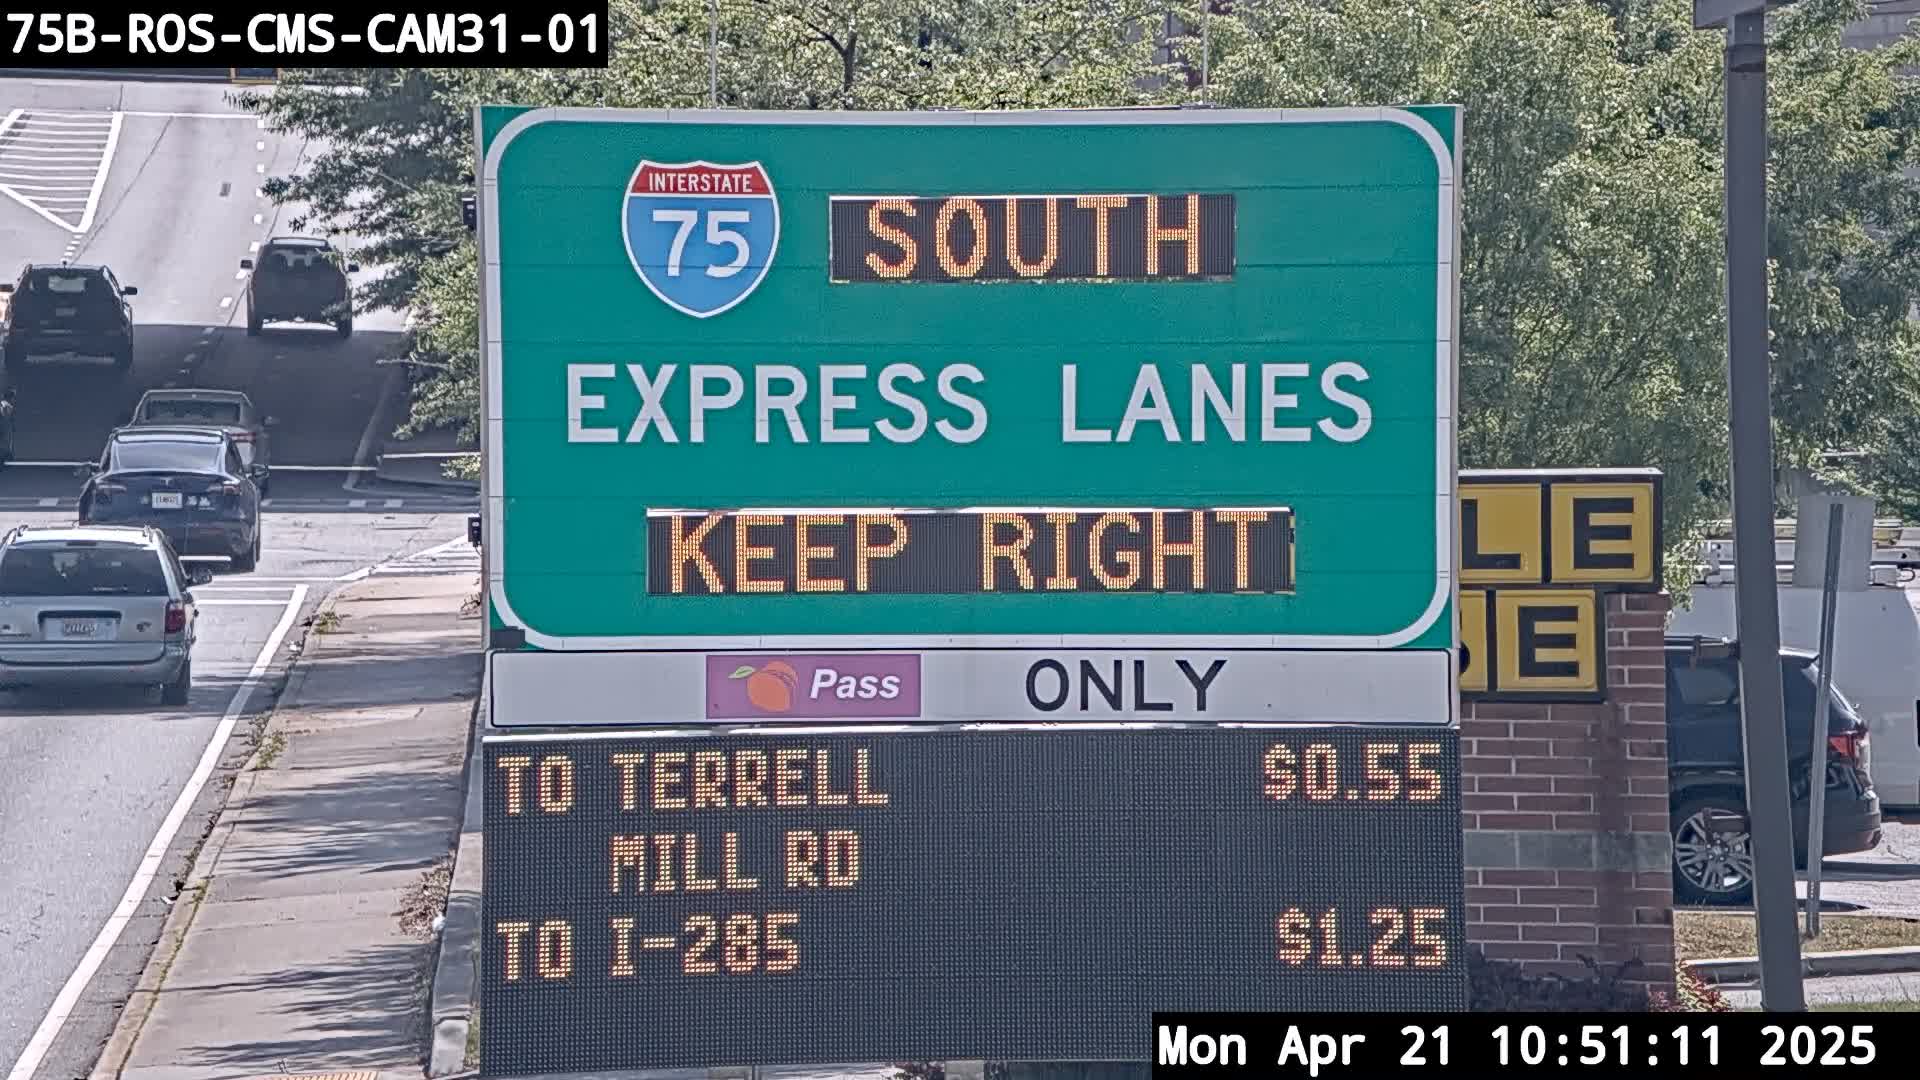 75B-ROS-CMS-CAM31-01
INTERSTATE
75
SOUTH
EXPRESS LANES
KEEP RIGHT
Pass ONLY
TO TERRELL $0.55
MILL RD
TO I-285 $1.25
LE
E
Mon Apr 21 10:51:11 2025